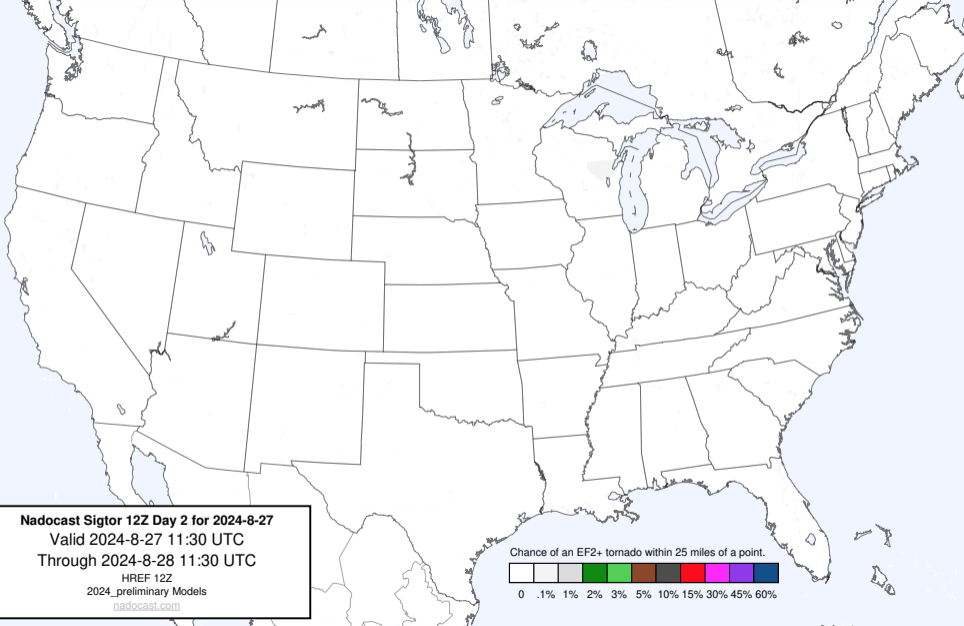 Nadocast Sigtor 12Z Day 2 for 2024-8-27
Valid 2024-8-27 11:30 UTC
Through 2024-8-28 11:30 UTC
HREF 12Z
2024_preliminary Models
nadocast.com
Chance of an EF2+ tornado within 25 miles of a point.
0 .1% 1% 2% 3% 5% 10% 15% 30% 45% 60%